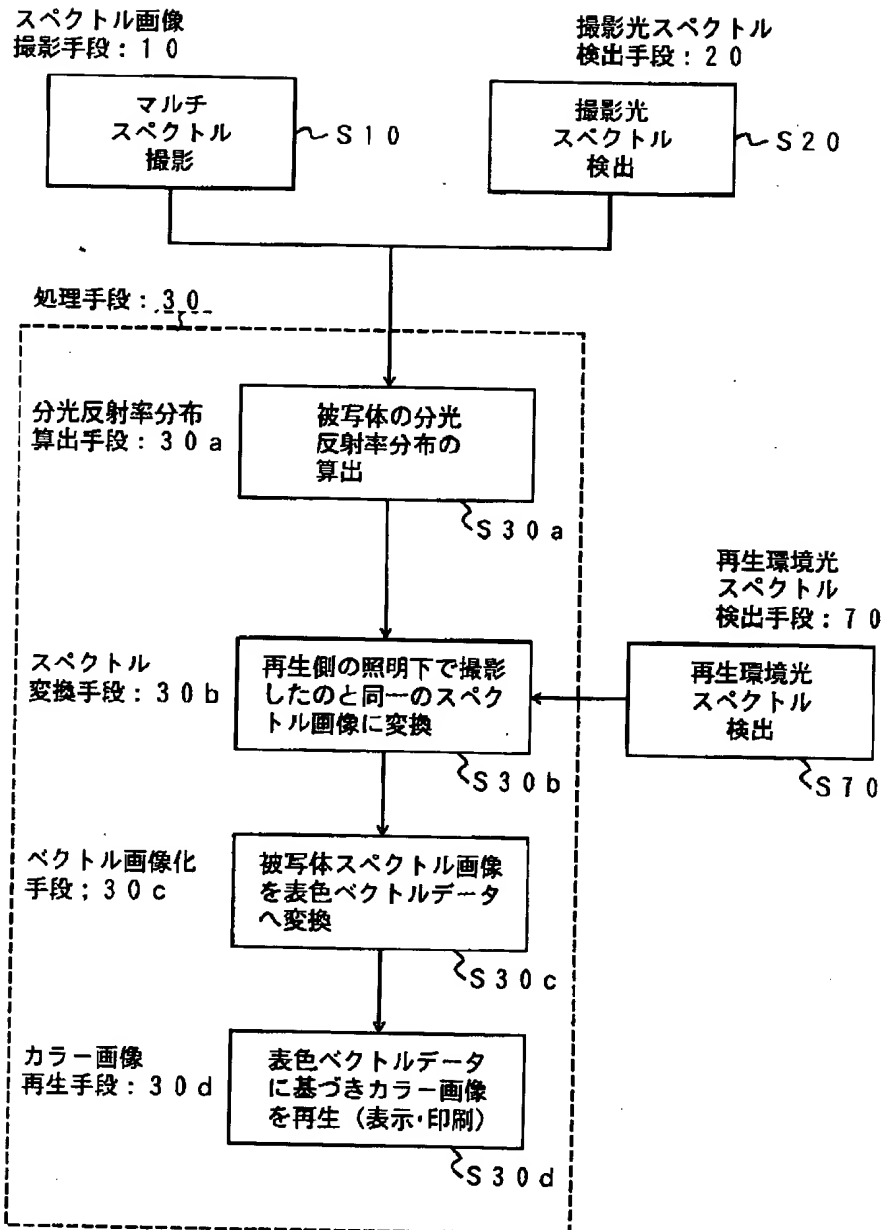 スペクトル画像
撮影手段：１０
撮影光スペクトル
検出手段：２０
マルチ
スペクトル
撮影
S１０
撮影光
スペクトル
検出
S２０
処理手段：３０
分光反射率分布
算出手段：３０a
被写体の分光
反射率分布の
算出
S３０a
再生環境光
スペクトル
検出手段：７０
スペクトル
変換手段：３０b
再生側の照明下で撮影
したのと同一のスペク
トル画像に変換
再生環境光
スペクトル
検出
S３０b
S７０
ベクトル画像化
手段；３０c
被写体スペクトル画像
を表色ベクトルデータ
へ変換
S３０c
カラー画像
再生手段：３０d
表色ベクトルデータ
に基づきカラー画像
を再生（表示・印刷）
S３０d